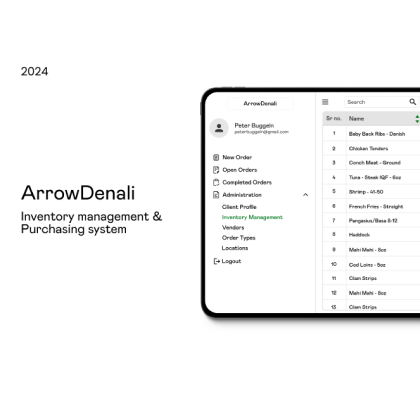 2024
ArrowDenali
Inventory management &
Purchasing system
ArrowDenali
Peter Buggein
peterbuggein@gmail.com
New Order
Open Orders
Completed Orders
Administration
Client Profile
Inventory Management
Vendors
Order Types
Locations
Logout
Search
Sr no. Name
1 Baby Back Ribs - Danish
2 Chicken Tenders
3 Conch Meat - Ground
4 Tuna - Steak IQF - 6oz
5 Shrimp - 41-50
6 French Fries - Straight
7 Pangasius/Basa 8-12
8 Haddock
9 Mahi Mahi - 8oz
10 Cod Loins - 5oz
11 Clam Strips
12 Mahi Mahi - 8oz
13 Clam Strips